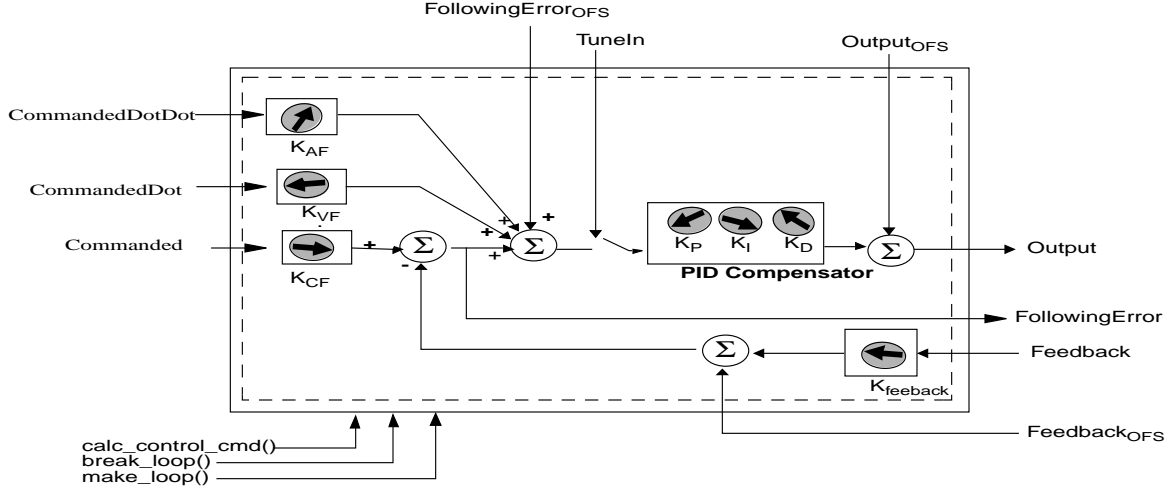 FollowingErrorOFS
TuneIn
OutputOFS
CommandedDotDot
KAF
CommandedDot
KVF
+ + +
Commanded
+ Σ + Σ
-
KP KI KD
Σ
Output
KCF
PID Compensator
FollowingError
Σ
Feedback
Kfeeback
FeedbackOFS
calc_control_cmd()
break_loop()
make_loop()